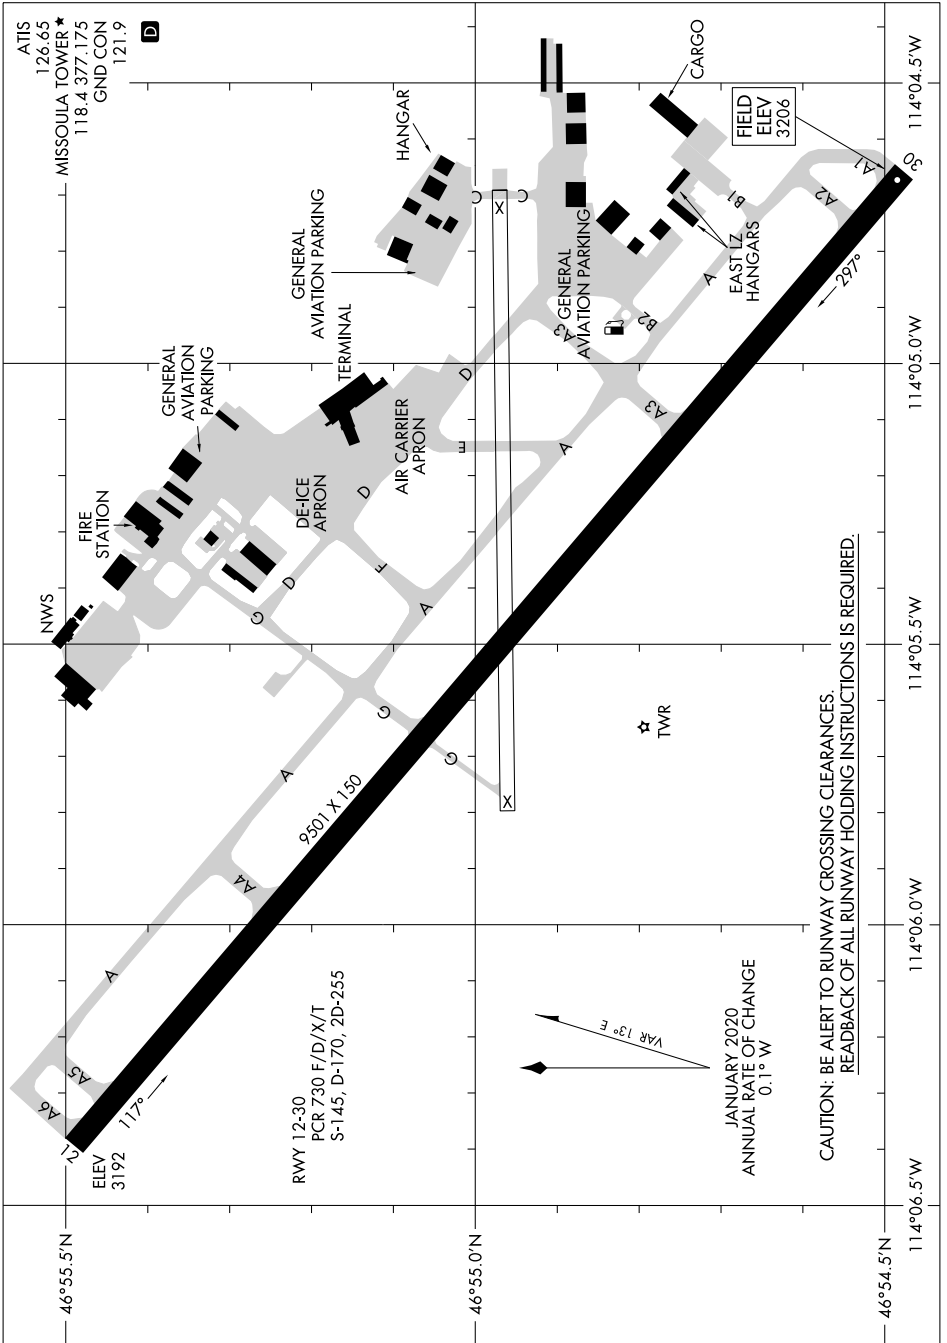 ATIS
126.65
MISSOULA TOWER ★
118.4 377.175
GND CON
121.9
D
NWS
FIRE
STATION
GENERAL
AVIATION
PARKING
GENERAL
AVIATION PARKING
HANGAR
TERMINAL
DE-ICE
APRON
AIR CARRIER
APRON
GENERAL
AVIATION PARKING
CARGO
EAST LZ
HANGARS
FIELD
ELEV
3206
A6
A5
A
A4
A
A
A
A3
A3
A
A2
A1
B2
B1
C
C
D
D
D
E
F
G
G
G
X
X
12
117°
ELEV
3192
9501 X 150
297°
30
TWR
RWY 12-30
PCR 730 F/D/X/T
S-145, D-170, 2D-255
VAR 13° E
JANUARY 2020
ANNUAL RATE OF CHANGE
0.1° W
CAUTION: BE ALERT TO RUNWAY CROSSING CLEARANCES.
READBACK OF ALL RUNWAY HOLDING INSTRUCTIONS IS REQUIRED.
46°55.5'N
46°55.0'N
46°54.5'N
114°06.5'W
114°06.0'W
114°05.5'W
114°05.0'W
114°04.5'W